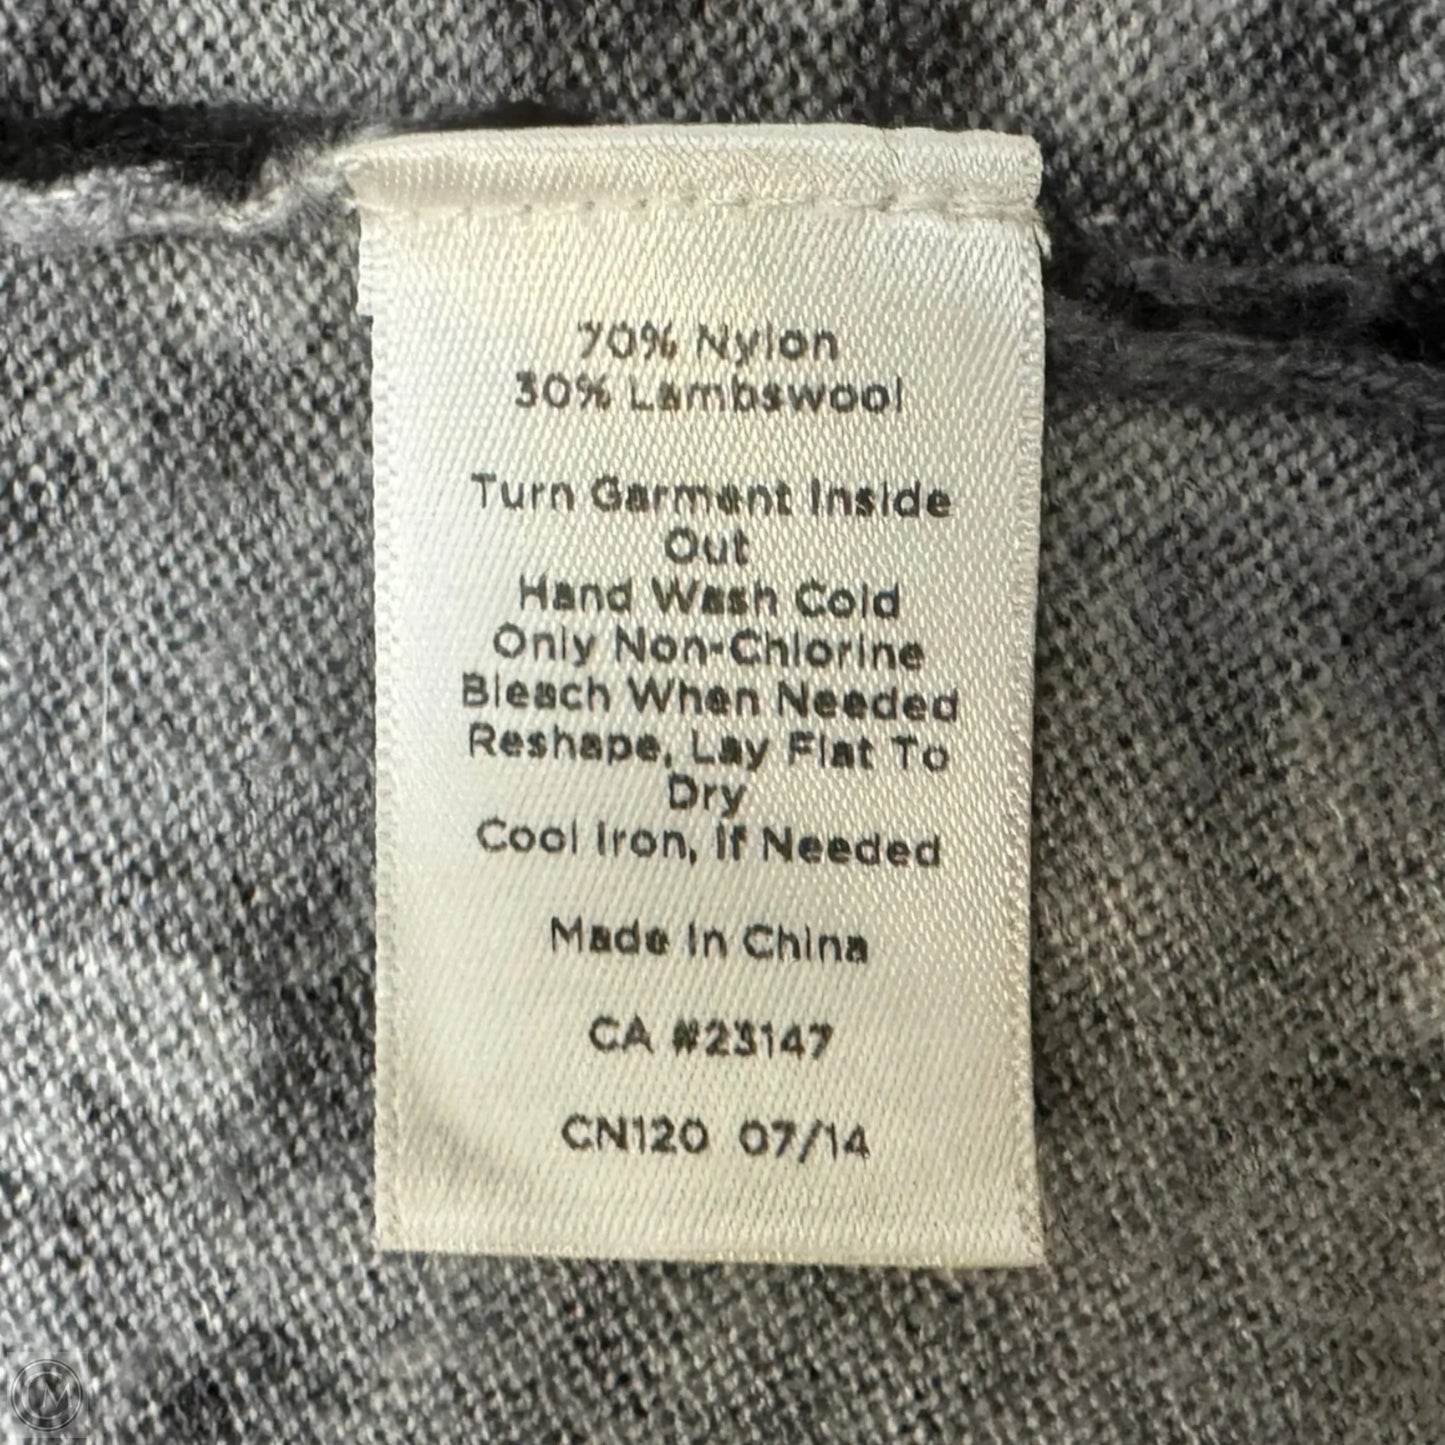 70% Nylon
30% Lambswool
Turn Garment Inside
Out
Hand Wash Cold
Only Non-Chlorine
Bleach When Needed
Reshape, Lay Flat To
Dry
Cool Iron, If Needed
Made In China
CA #23147
CN120 07/14
CM